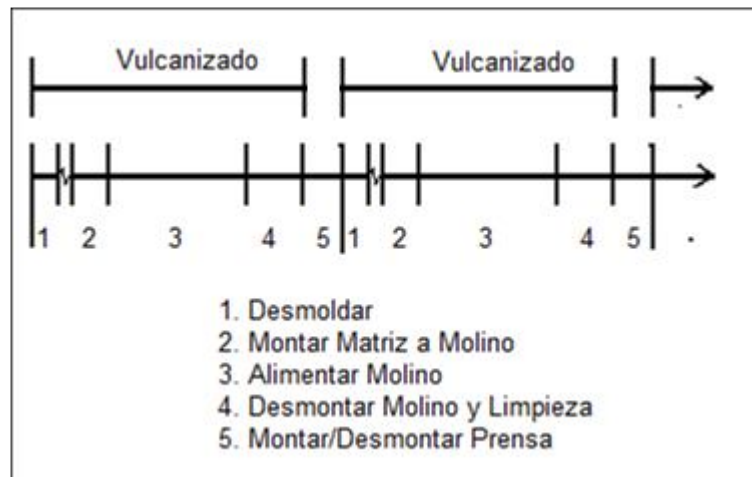 Vulcanizado Vulcanizado
1 2 3 4 5 1 2 3 4 5
1. Desmoldar
2. Montar Matriz a Molino
3. Alimentar Molino
4. Desmontar Molino y Limpieza
5. Montar/Desmontar Prensa